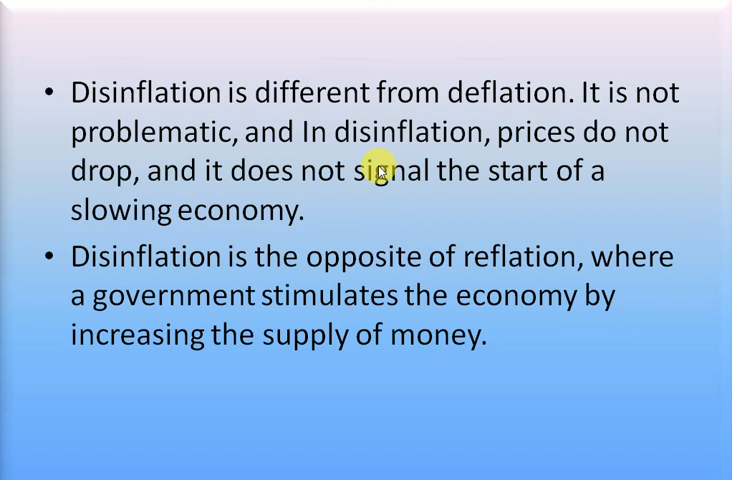 • Disinflation is different from deflation. It is not
problematic, and In disinflation, prices do not
drop, and it does not signal the start of a
slowing economy.
• Disinflation is the opposite of reflation, where
a government stimulates the economy by
increasing the supply of money.